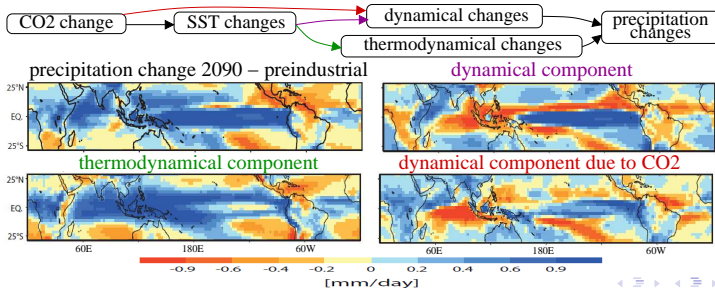 CO2 change
SST changes
dynamical changes
thermodynamical changes
precipitation
changes
precipitation change 2090 – preindustrial
dynamical component
25°N
EQ.
25°S
thermodynamical component
dynamical component due to CO2
25°N
EQ.
25°S
60E 180E 60W 60E 180E 60W
-0.9 -0.6 -0.4 -0.2 0 0.2 0.4 0.6 0.9
[mm/day]